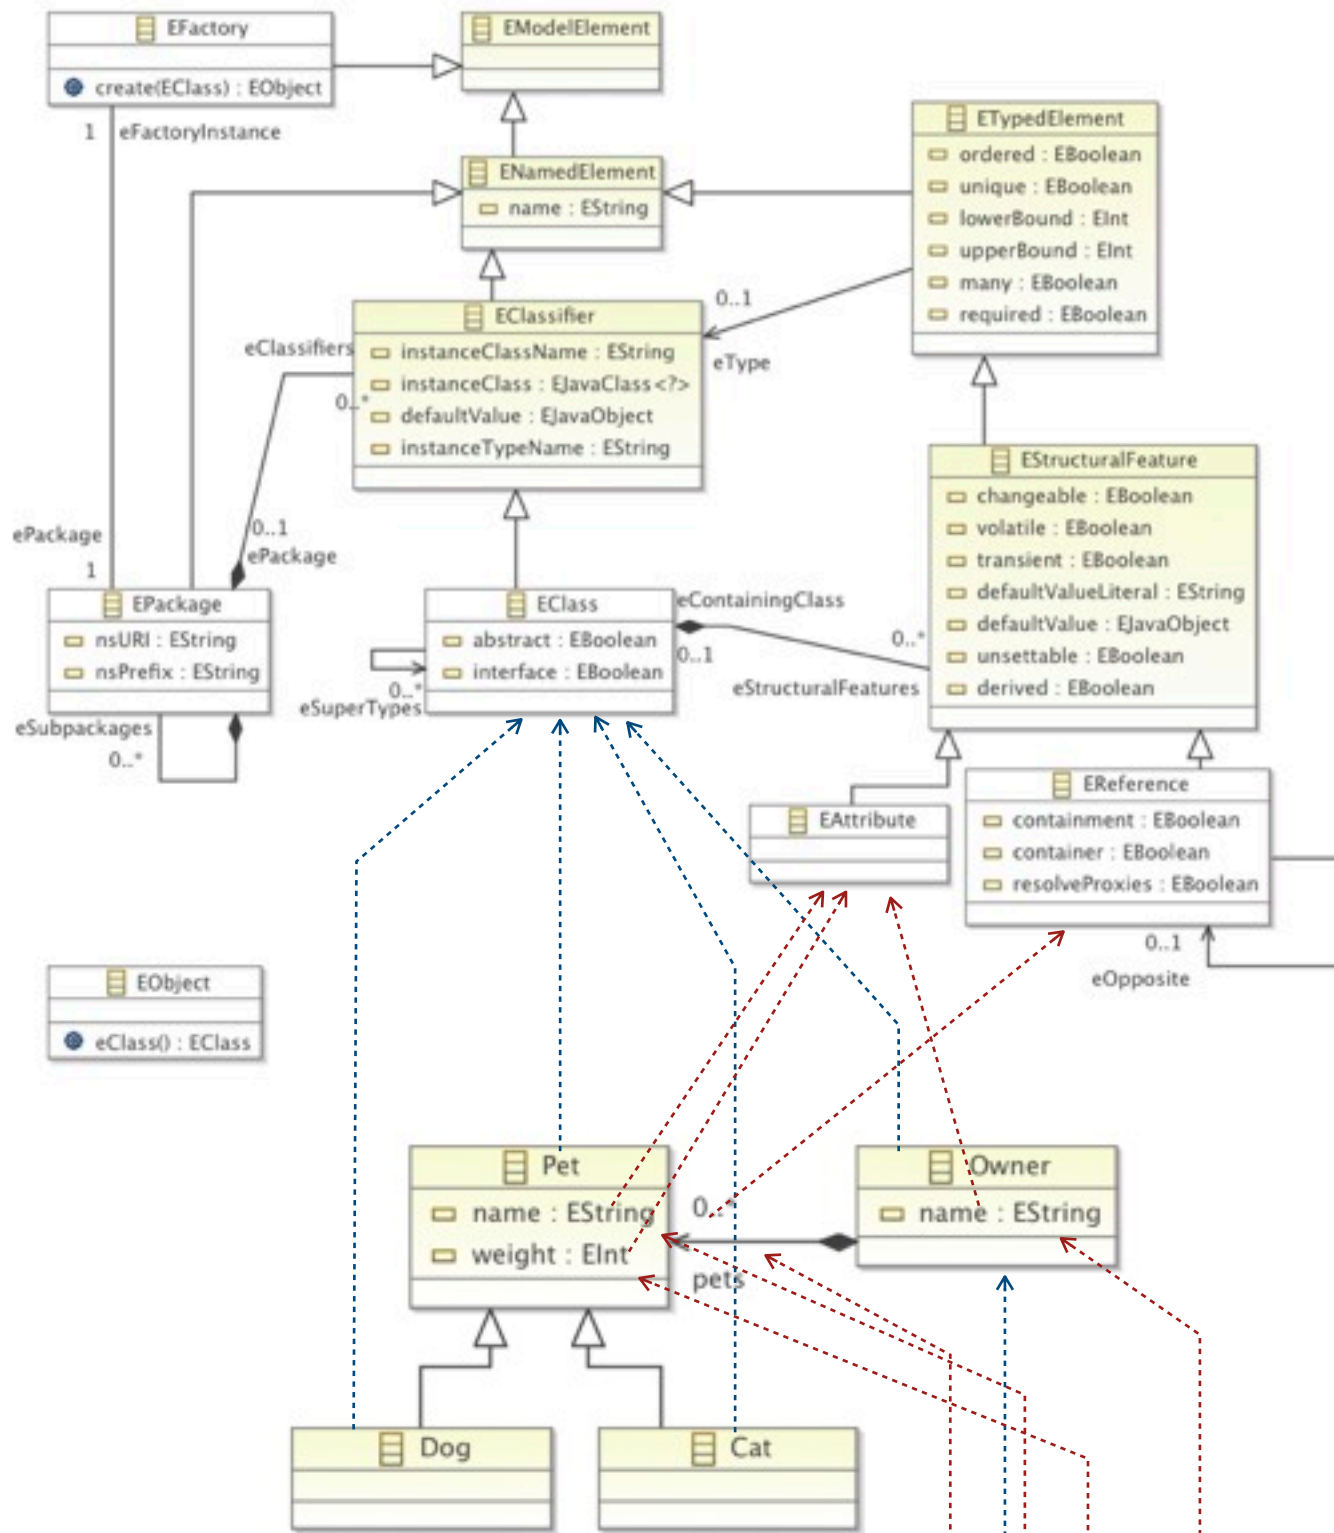 EFactory
create(EClass) : EObject
EModelElement
1
eFactoryInstance
ENamedElement
name : EString
ETypedElement
ordered : EBoolean
unique : EBoolean
lowerBound : EInt
upperBound : EInt
many : EBoolean
required : EBoolean
0..1
eType
EClassifier
instanceClassName : EString
instanceClass : EJavaClass<?>
defaultValue : EJavaObject
instanceTypeName : EString
eClassifiers
0..*
0..1
ePackage
ePackage
1
EStructuralFeature
changeable : EBoolean
volatile : EBoolean
transient : EBoolean
defaultValueLiteral : EString
defaultValue : EJavaObject
unsettable : EBoolean
derived : EBoolean
EPackage
nsURI : EString
nsPrefix : EString
eSubpackages
0..*
EClass
abstract : EBoolean
interface : EBoolean
0..*
eSuperTypes
eContainingClass
0..1
0..*
eStructuralFeatures
EAttribute
EReference
containment : EBoolean
container : EBoolean
resolveProxies : EBoolean
0..1
eOpposite
EObject
eClass() : EClass
Pet
name : EString
weight : EInt
0..*
pets
Owner
name : EString
Dog
Cat